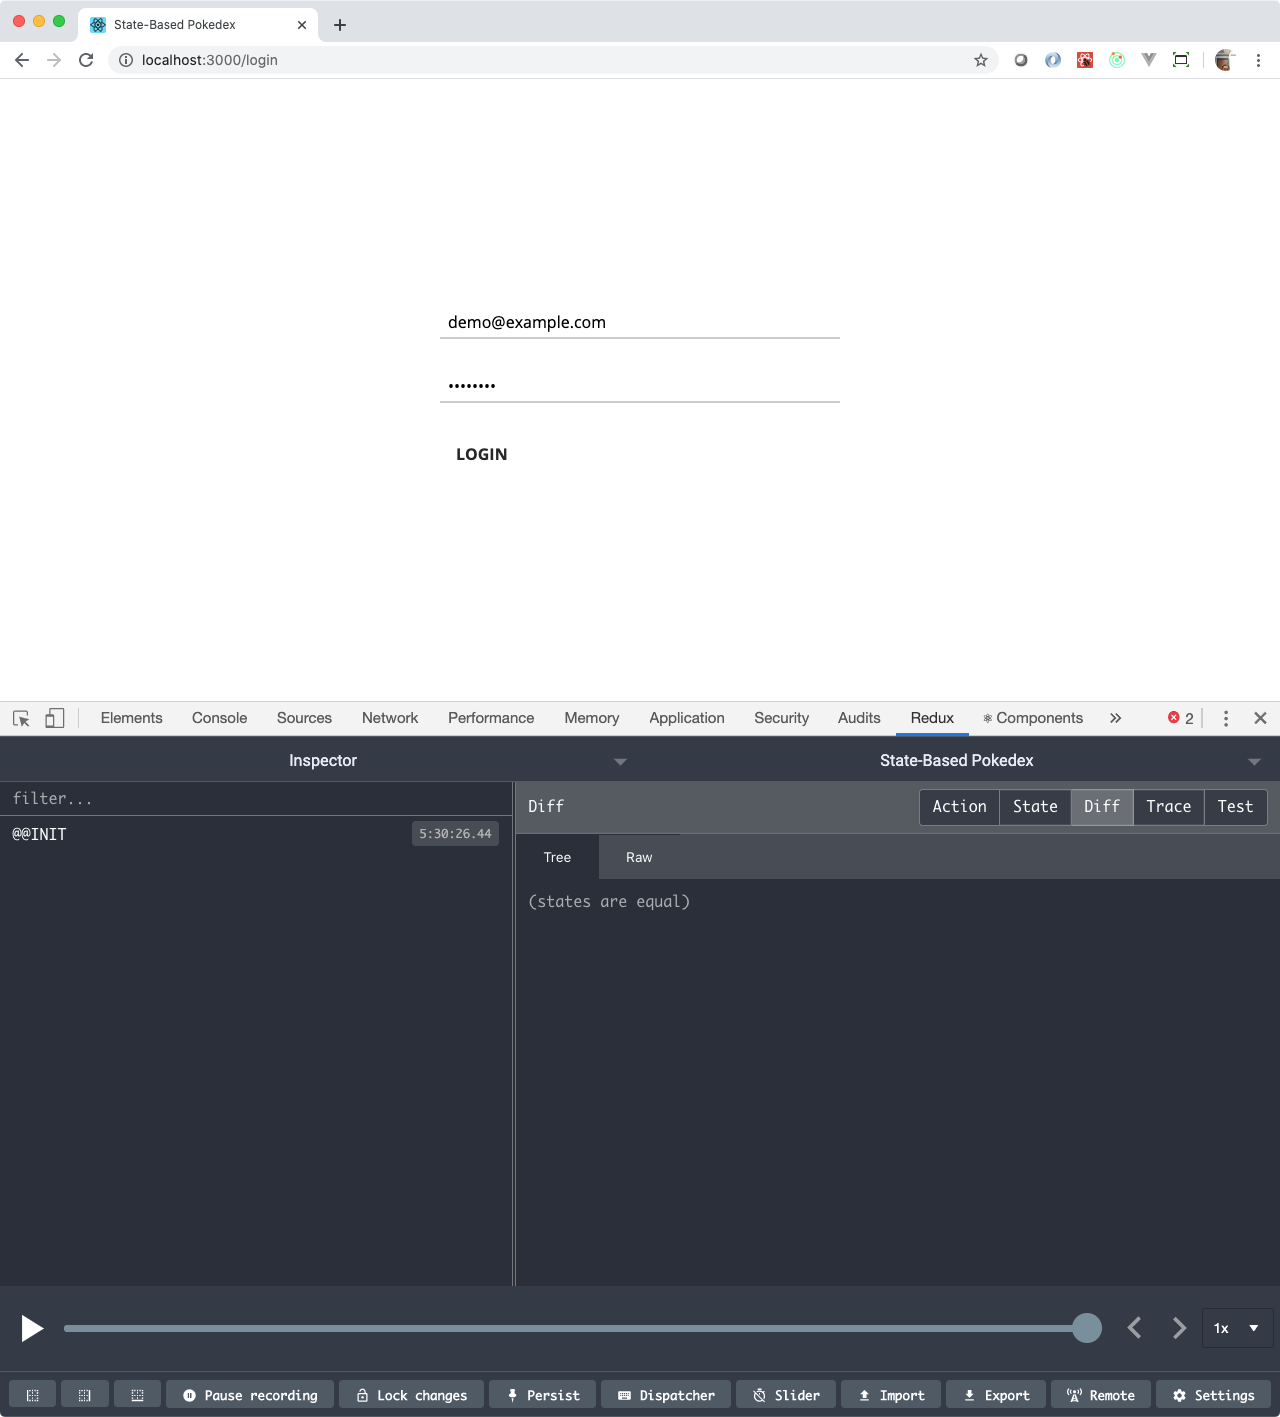 State-Based Pokedex
localhost:3000/login
demo@example.com
••••••••
LOGIN
Elements Console Sources Network Performance Memory Application Security Audits Redux ⚛ Components » 2
Inspector State-Based Pokedex
filter...
@@INIT 5:30:26.44
Diff Action State Diff Trace Test
Tree Raw
(states are equal)
1x
Pause recording Lock changes Persist Dispatcher Slider Import Export Remote Settings